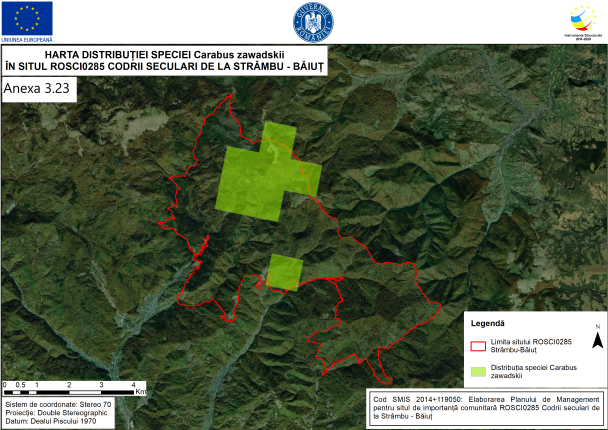 UNIUNEA EUROPEANĂ
GUVERNUL ROMÂNIEI
Instrumente Structurale
2014-2020
HARTA DISTRIBUȚIEI SPECIEI Carabus zawadskii
ÎN SITUL ROSCI0285 CODRII SECULARI DE LA STRÂMBU - BĂIUȚ
Anexa 3.23
Legendă
Limita sitului ROSCI0285
Strâmbu-Băiuț
Distribuția speciei Carabus
zawadskii
N
0 0.5 1 2 3 4
Km
Sistem de coordonate: Stereo 70
Proiecție: Double Stereographic
Datum: Dealul Piscului 1970
Cod SMIS 2014+119050: Elaborarea Planului de Management
pentru situl de importanță comunitară ROSCI0285 Codrii seculari de
la Strâmbu - Băiuț